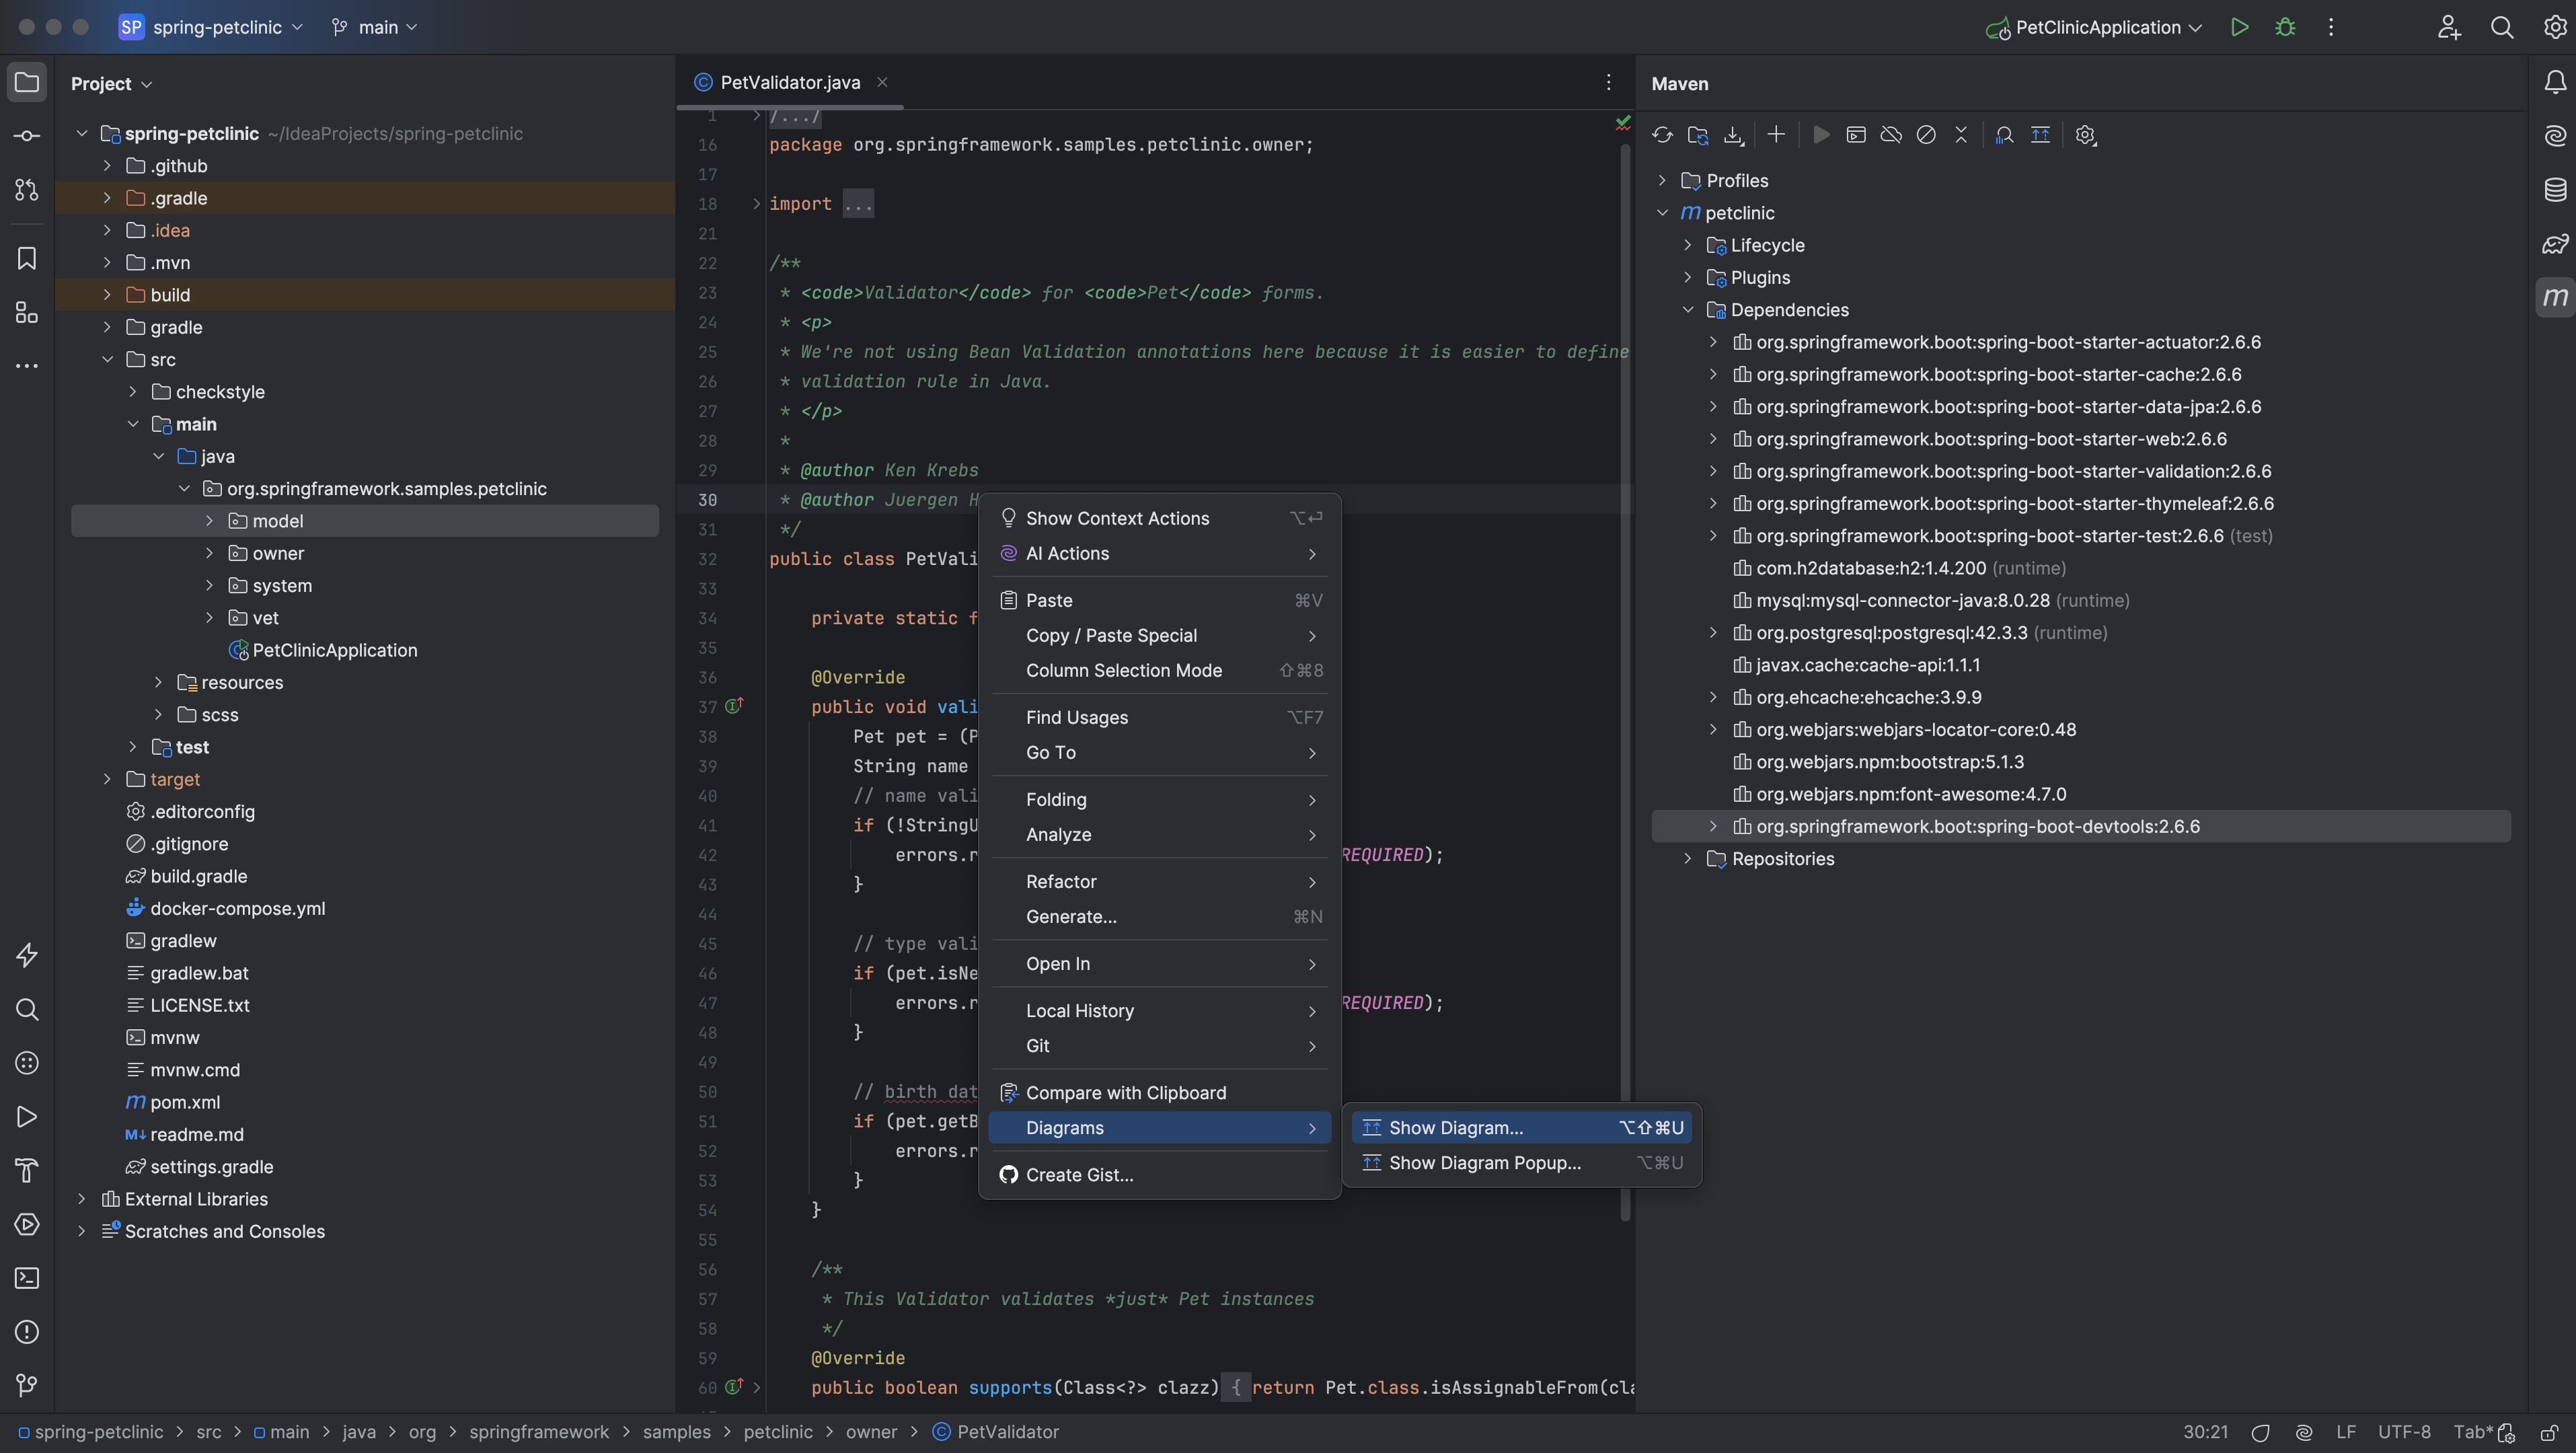 SP spring-petclinic main PetClinicApplication
Project
spring-petclinic ~/IdeaProjects/spring-petclinic
.github
.gradle
.idea
.mvn
build
gradle
src
checkstyle
main
java
org.springframework.samples.petclinic
model
owner
system
vet
PetClinicApplication
resources
scss
test
target
.editorconfig
.gitignore
build.gradle
docker-compose.yml
gradlew
gradlew.bat
LICENSE.txt
mvnw
mvnw.cmd
m pom.xml
M↓ readme.md
settings.gradle
External Libraries
Scratches and Consoles
PetValidator.java
1 /.../
16 package org.springframework.samples.petclinic.owner;
17
18 import ...
21
22 /**
23 * <code>Validator</code> for <code>Pet</code> forms.
24 * <p>
25 * We're not using Bean Validation annotations here because it is easier to define
26 * validation rule in Java.
27 * </p>
28 *
29 * @author Ken Krebs
30 * @author Juergen H
31 */
32 public class PetVali
33
34 private static f
35
36 @Override
37 public void vali
38 Pet pet = (P
39 String name
40 // name vali
41 if (!StringU
42 errors.r REQUIRED);
43 }
44
45 // type vali
46 if (pet.isNe
47 errors.r REQUIRED);
48 }
49
50 // birth dat
51 if (pet.getB
52 errors.r
53 }
54 }
55
56 /**
57 * This Validator validates *just* Pet instances
58 */
59 @Override
60 public boolean supports(Class<?> clazz) { return Pet.class.isAssignableFrom(cla
Show Context Actions ⌥↩
AI Actions
Paste ⌘V
Copy / Paste Special
Column Selection Mode ⇧⌘8
Find Usages ⌥F7
Go To
Folding
Analyze
Refactor
Generate... ⌘N
Open In
Local History
Git
Compare with Clipboard
Diagrams
Create Gist...
Show Diagram... ⌥⇧⌘U
Show Diagram Popup... ⌥⌘U
Maven
Profiles
m petclinic
Lifecycle
Plugins
Dependencies
org.springframework.boot:spring-boot-starter-actuator:2.6.6
org.springframework.boot:spring-boot-starter-cache:2.6.6
org.springframework.boot:spring-boot-starter-data-jpa:2.6.6
org.springframework.boot:spring-boot-starter-web:2.6.6
org.springframework.boot:spring-boot-starter-validation:2.6.6
org.springframework.boot:spring-boot-starter-thymeleaf:2.6.6
org.springframework.boot:spring-boot-starter-test:2.6.6 (test)
com.h2database:h2:1.4.200 (runtime)
mysql:mysql-connector-java:8.0.28 (runtime)
org.postgresql:postgresql:42.3.3 (runtime)
javax.cache:cache-api:1.1.1
org.ehcache:ehcache:3.9.9
org.webjars:webjars-locator-core:0.48
org.webjars.npm:bootstrap:5.1.3
org.webjars.npm:font-awesome:4.7.0
org.springframework.boot:spring-boot-devtools:2.6.6
Repositories
m
spring-petclinic > src > main > java > org > springframework > samples > petclinic > owner > PetValidator 30:21 LF UTF-8 Tab*